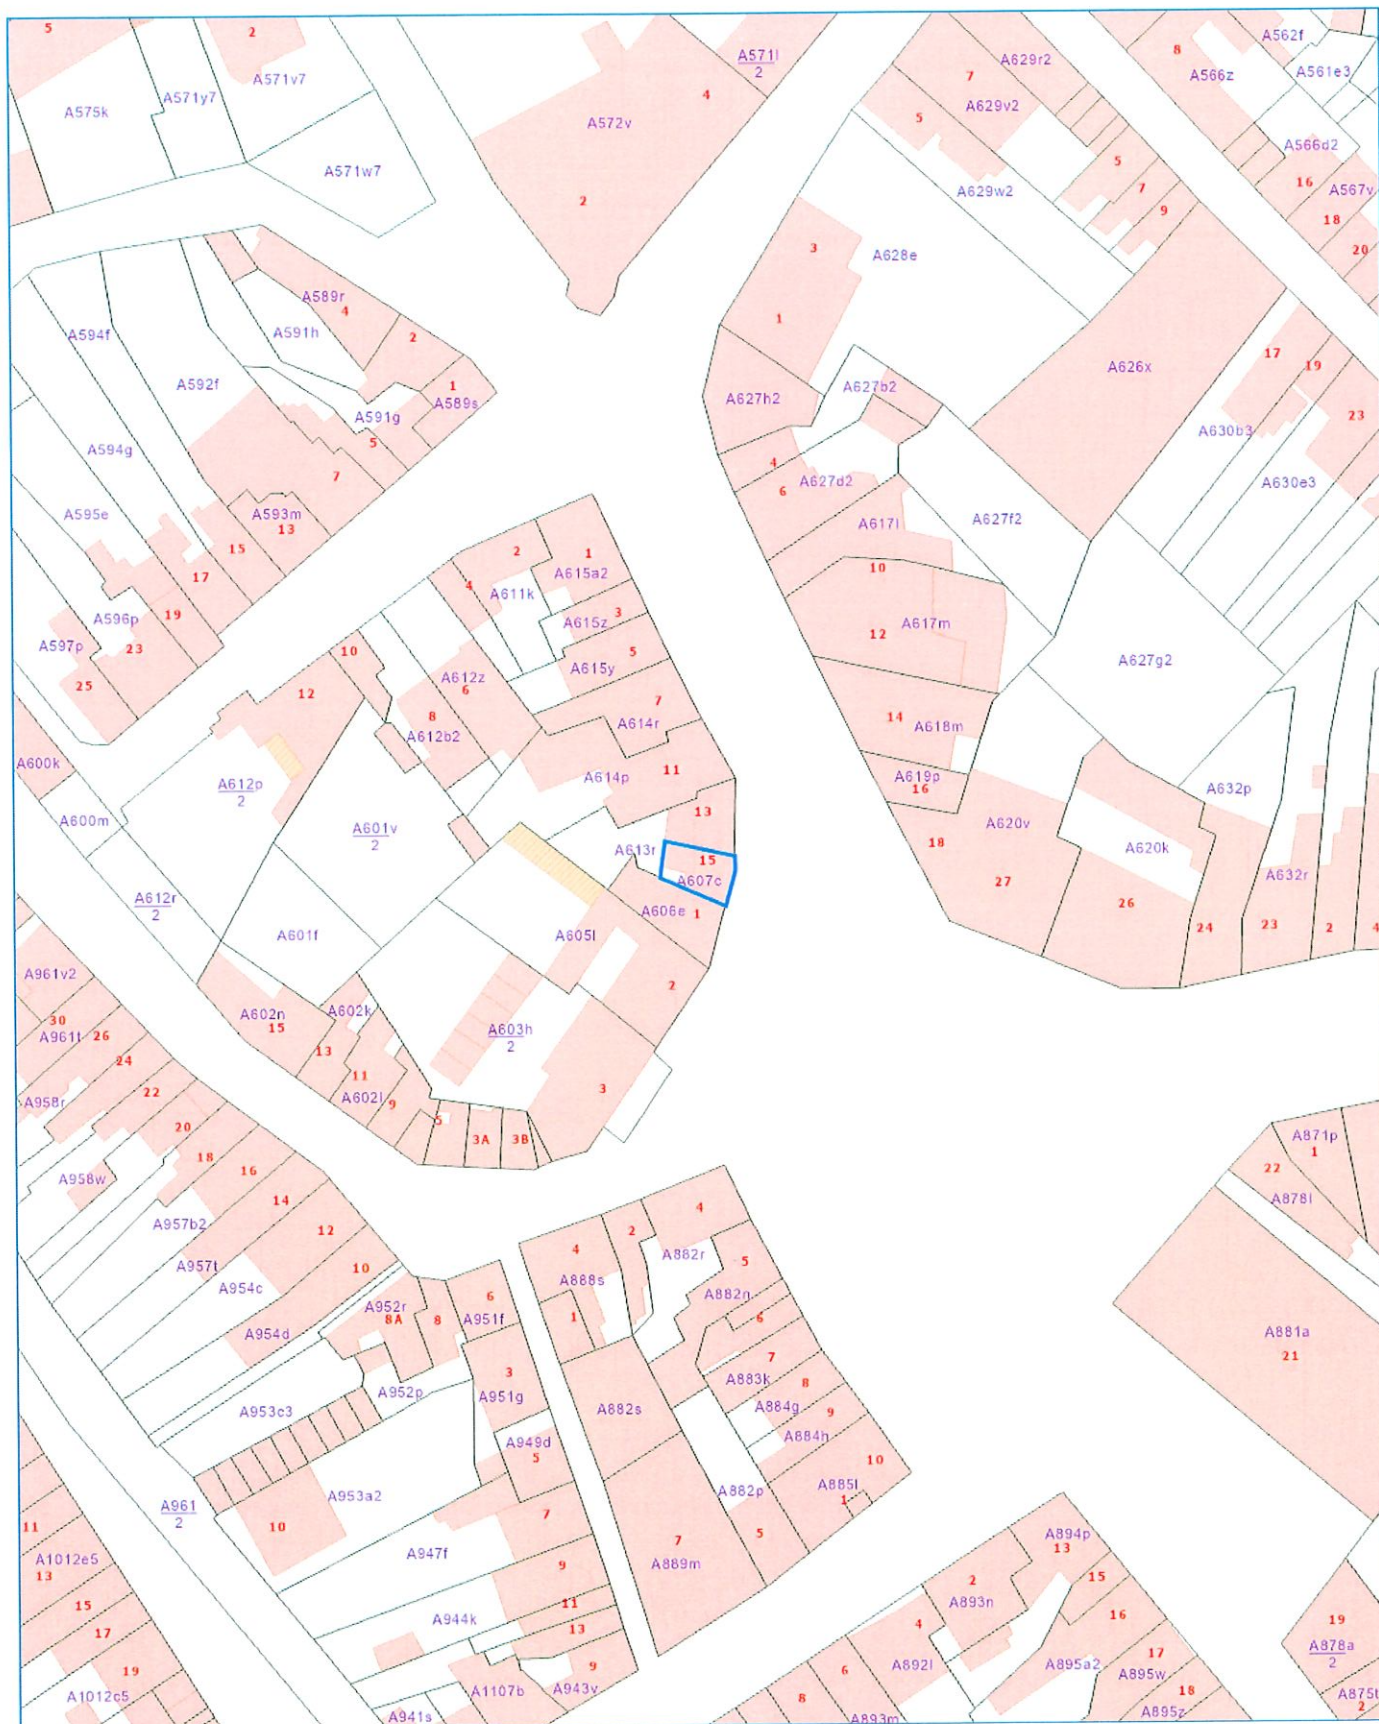 5
2
A571v7
A571y7
A575k
A571w7
A571l
2
4
A572v
2
A629r2
7
A629v2
5
A629w2
8
A566z
A562f
A561e3
A566d2
16
A567v
18
20
5
7
9
3
A628e
1
A626x
17
19
23
A630b3
A630e3
A589r
4
A591h
2
1
A589s
A591g
5
7
A594f
A592f
A594g
A595e
A593m
13
15
17
19
A596p
23
A597p
25
A627h2
A627b2
4
A627d2
6
A617l
A627f2
10
A617m
12
A627g2
14
A618m
A619p
16
A620v
18
27
A620k
26
A632p
A632r
24
23
2
4
2
1
A615a2
4
A611k
3
A615z
5
A615y
10
A612z
6
7
A614r
12
8
A612b2
A614p
11
A600k
A600m
A612p
2
A601v
2
13
A613r
15
A607c
A606e
1
A612r
2
A601f
A605l
2
A961v2
30
A961t
26
24
A602n
15
A602k
13
11
A602l
9
A603h
2
3
5
3A
3B
A958r
22
20
18
16
14
12
10
A958w
A957b2
A957t
A954c
A954d
A952r
8A
8
6
A951f
3
A951g
A952p
A953c3
A949d
5
7
A953a2
10
A961
2
A947f
9
A944k
11
13
9
A943v
A1107b
A941s
11
A1012e5
13
15
17
19
A1012c5
4
2
4
A882r
A888s
1
5
A882n
6
7
A883k
8
A884g
9
A884h
10
A885l
1
A882s
A882p
5
7
A889m
A871p
1
22
A878l
A881a
21
A894p
13
2
A893n
15
16
4
A892l
6
8
A893m
A895a2
17
A895w
18
A895z
19
A878a
2
A875t
2